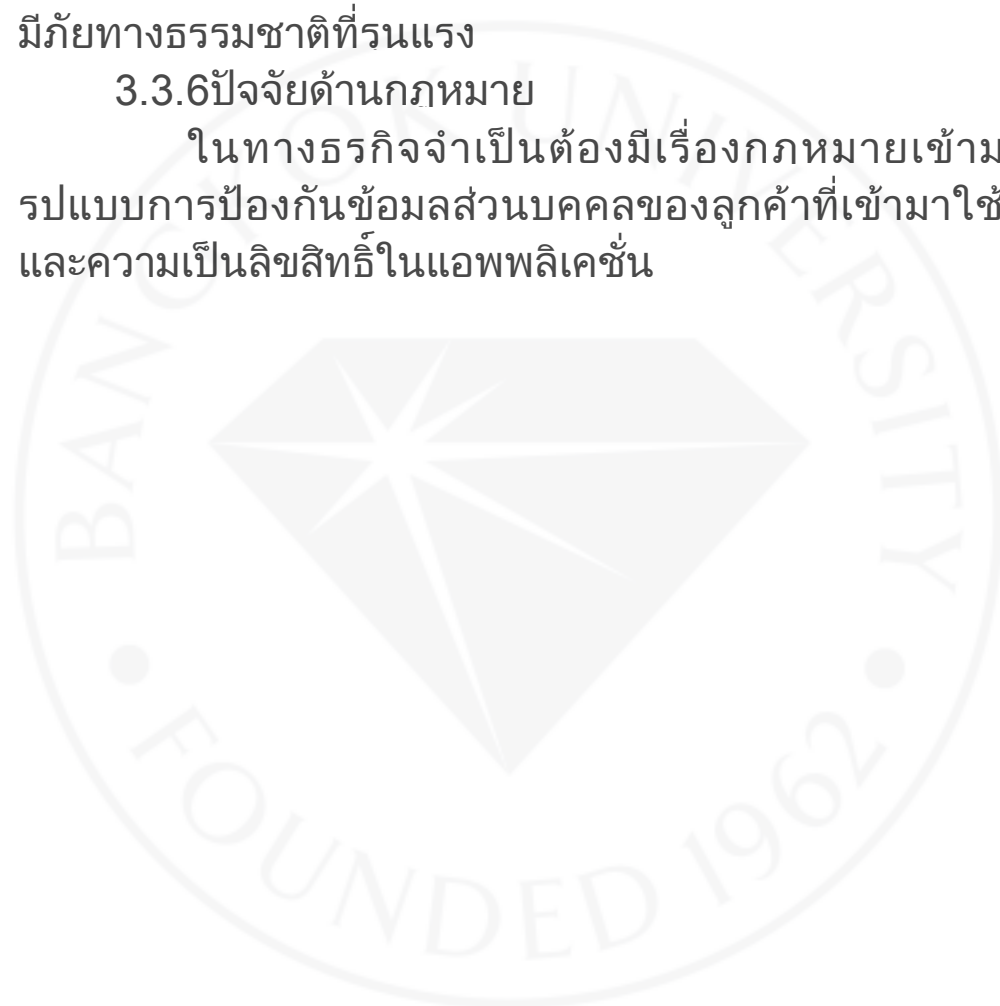 มีภัยทางธรรมชาติที่รนแรง
3.3.6ปัจจัยด้านกฎหมาย
ในทางธรกิจจำเป็นต้องมีเรื่องกฎหมายเข้าม
รปแบบการป้องกันข้อมลส่วนบคคลของลูกค้าที่เข้ามาใช้
และความเป็นลิขสิทธิ์ในแอพพลิเคชั่น
BANGKOK UNIVERSITY
FOUNDED 1962